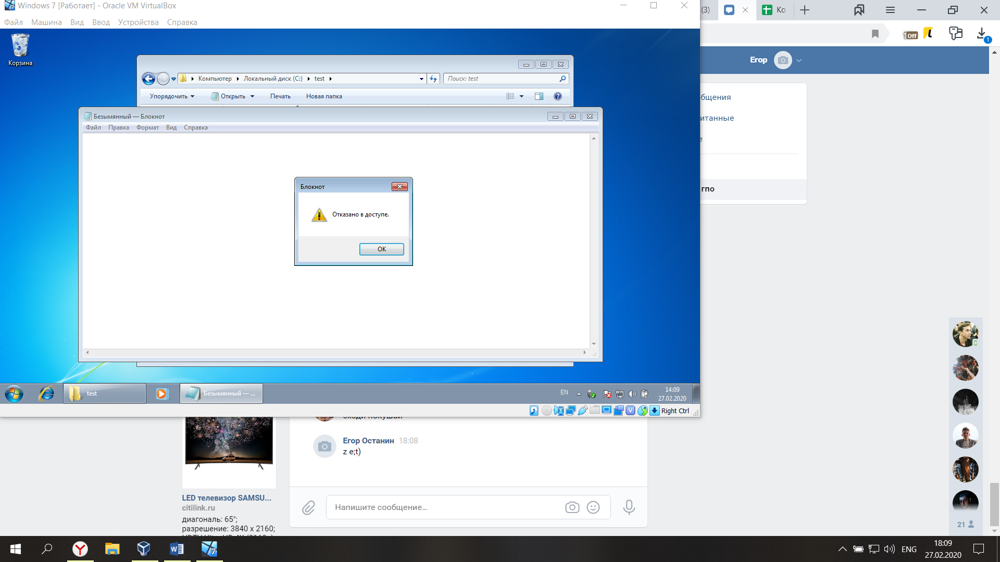 Windows 7 [Работает] - Oracle VM VirtualBox
(3)
Ко
Файл Машина Вид Ввод Устройства Справка
Off
1
Корзина
Егор
Компьютер Локальный диск (C:) test
Поиск: test
Упорядочить Открыть Печать Новая папка
бщения
итанные
е
гпо
Безымянный — Блокнот
Файл Правка Формат Вид Справка
Блокнот
Отказано в доступе.
OK
test
Безымянный — ...
EN
14:09
27.02.2020
Right Ctrl
Егор Останин 18:08
z e;t)
LED телевизор SAMSU...
citilink.ru
диагональ: 65";
разрешение: 3840 x 2160;
Напишите сообщение...
21
ENG
18:09
27.02.2020